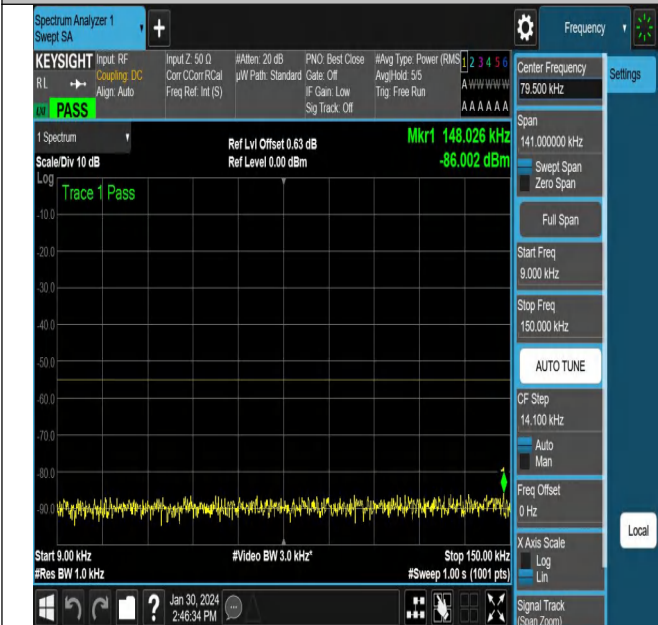 Spectrum Analyzer 1
Swept SA
+
Frequency
KEYSIGHT
RL
PASS
Input: RF
Coupling: DC
Align: Auto
Input Z: 50 Ω
Corr CCorr RCal
Freq Ref: Int (S)
#Atten: 20 dB
µW Path: Standard
PNO: Best Close
Gate: Off
IF Gain: Low
Sig Track: Off
#Avg Type: Power (RMS
Avg|Hold: 5/5
Trig: Free Run
1 2 3 4 5 6
A W W W W W
A A A A A A
1 Spectrum
Scale/Div 10 dB
Ref Lvl Offset 0.63 dB
Ref Level 0.00 dBm
Mkr1 148.026 kHz
-86.002 dBm
Log
Trace 1 Pass
-10.0
-20.0
-30.0
-40.0
-50.0
-60.0
-70.0
-80.0
-90.0
Start 9.00 kHz
#Res BW 1.0 kHz
#Video BW 3.0 kHz*
Stop 150.00 kHz
#Sweep 1.00 s (1001 pts)
Center Frequency
79.500 kHz
Settings
Span
141.000000 kHz
Swept Span
Zero Span
Full Span
Start Freq
9.000 kHz
Stop Freq
150.000 kHz
AUTO TUNE
CF Step
14.100 kHz
Auto
Man
Freq Offset
0 Hz
Local
X Axis Scale
Log
Lin
Signal Track
(Span Zoom)
?
Jan 30, 2024
2:46:34 PM